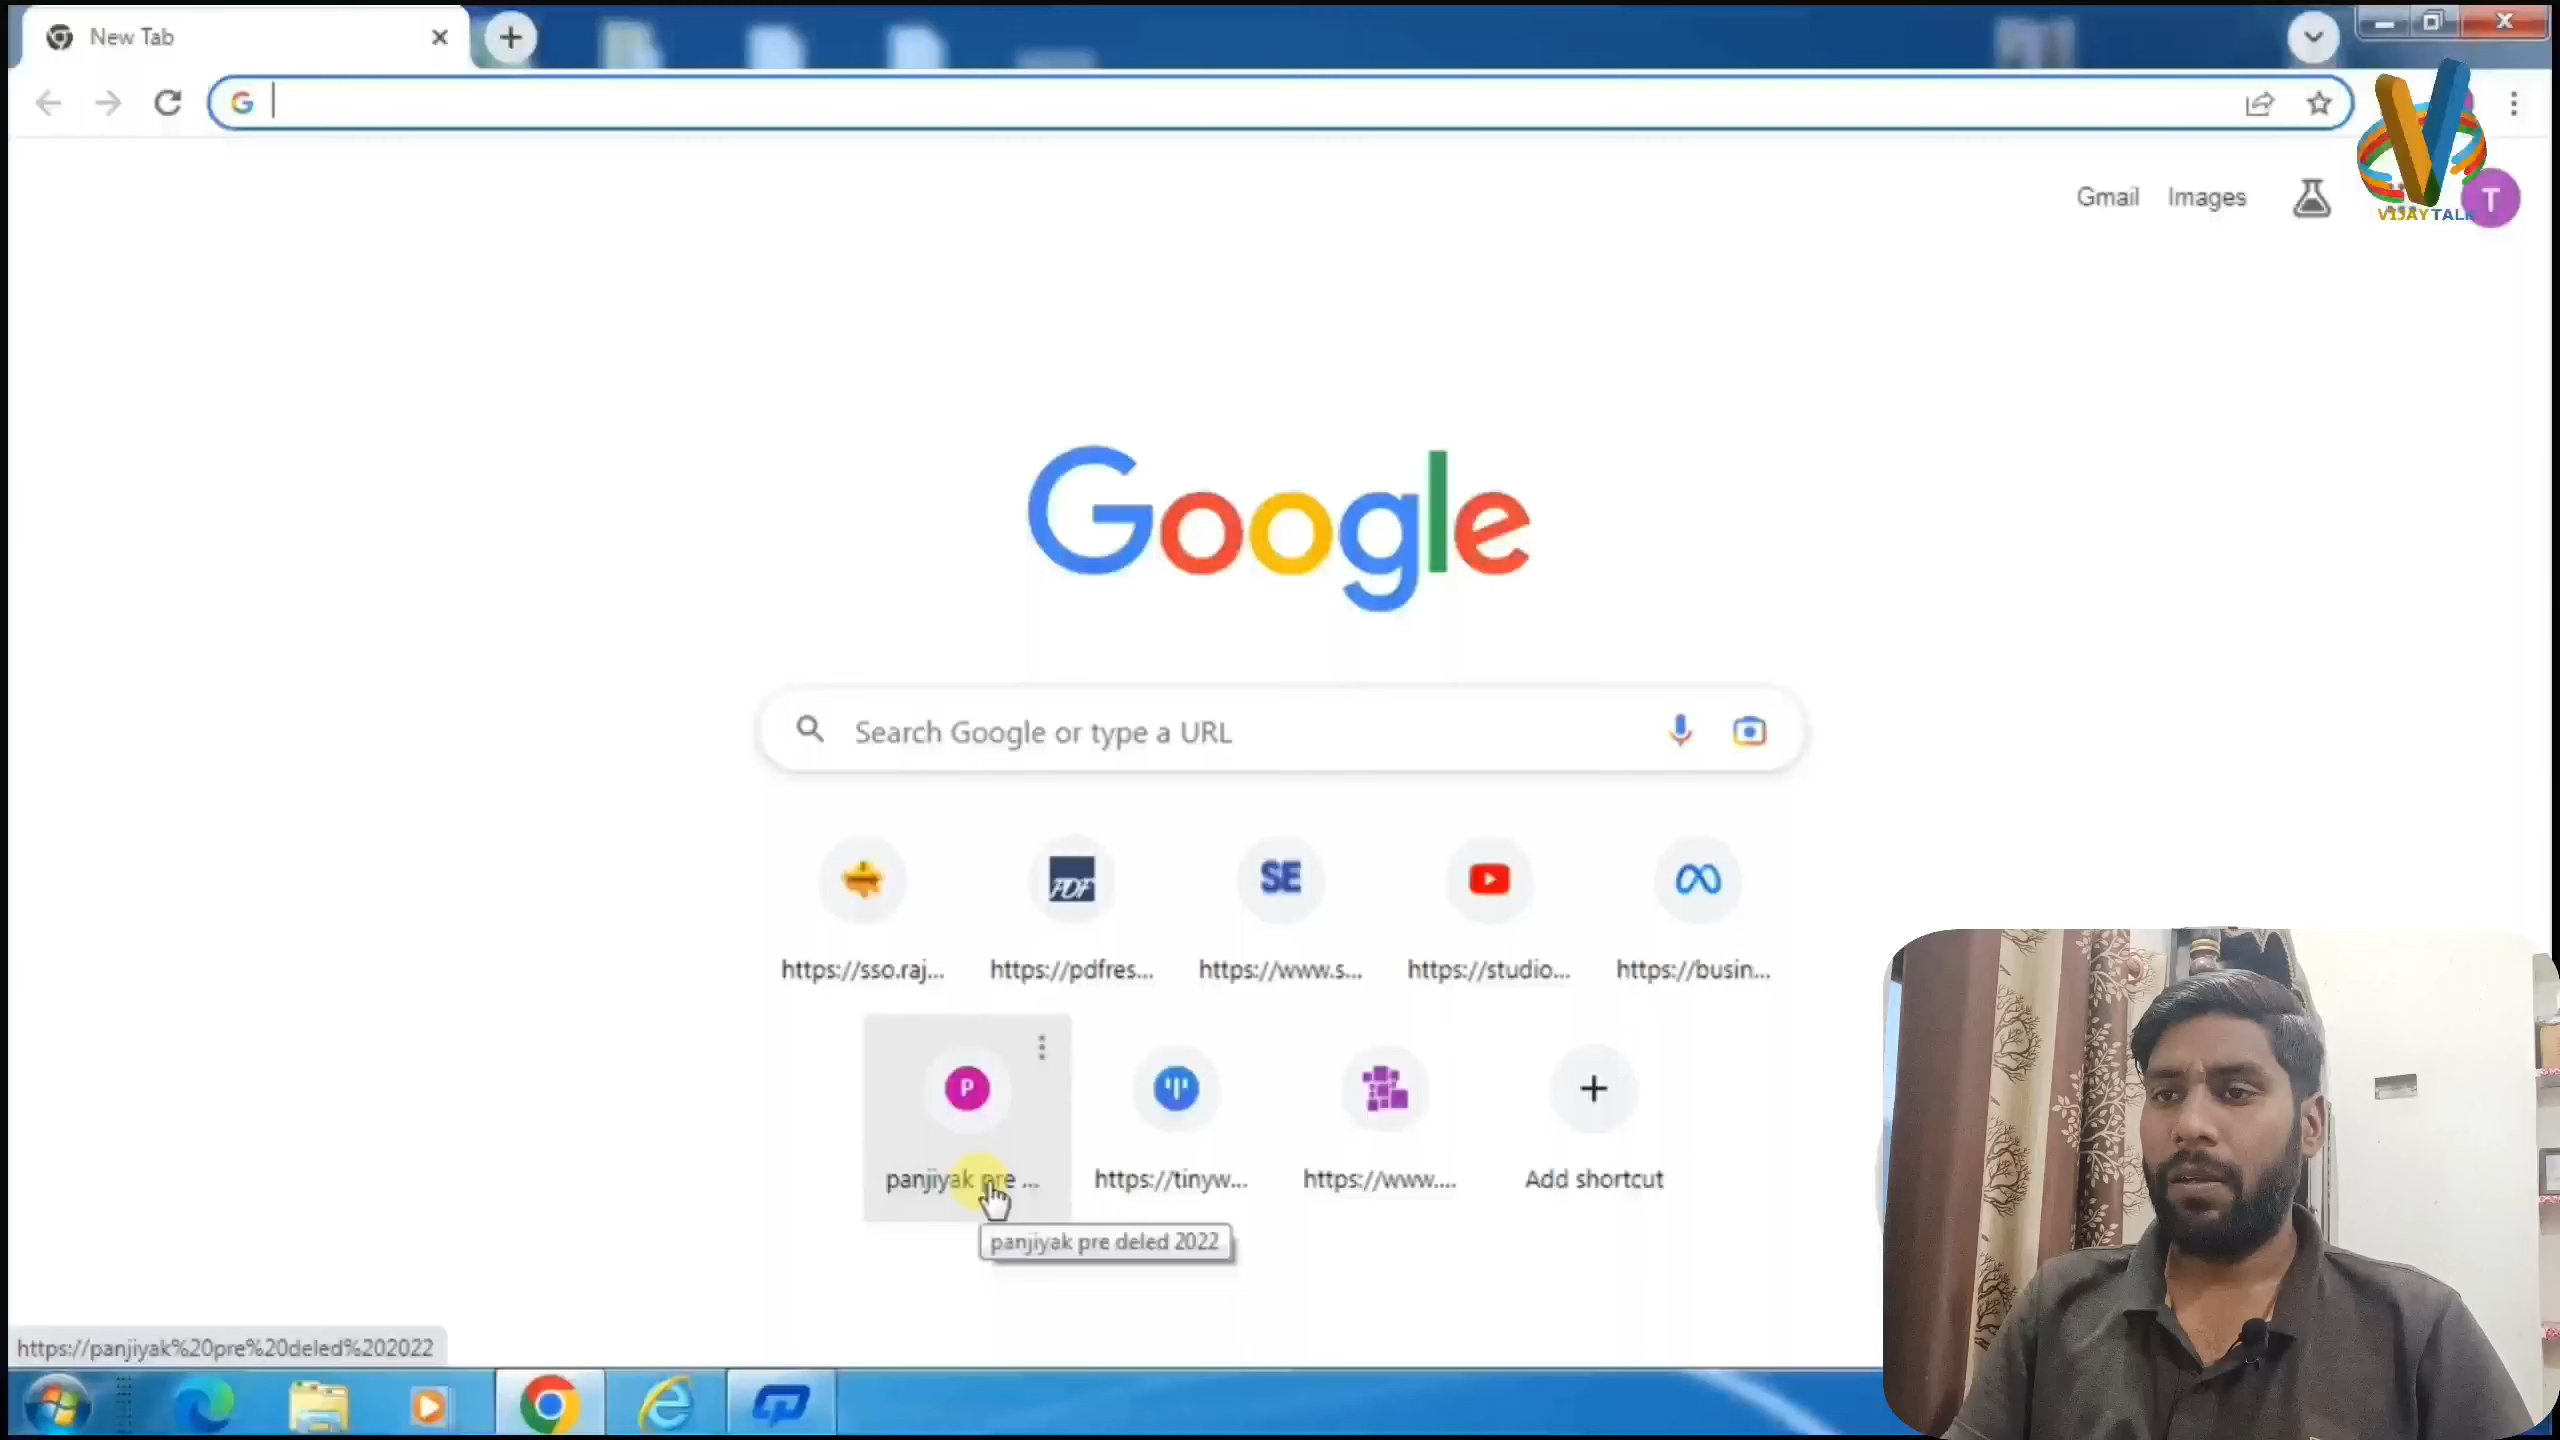 New Tab
Gmail Images
T
VIJAYTALK
Google
Search Google or type a URL
PDF
SE
https://sso.raj...
https://pdfres...
https://www.s...
https://studio...
https://busin...
P
panjiyak pre ...
https://tinyw...
https://www....
Add shortcut
panjiyak pre deled 2022
https://panjiyak%20pre%20deled%202022